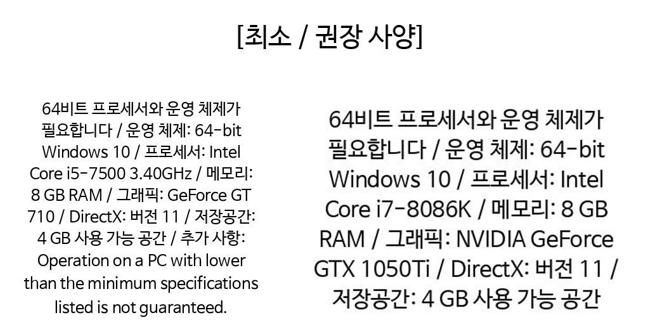 [최소 / 권장 사양]
64비트 프로세서와 운영 체제가
필요합니다 / 운영 체제: 64-bit
Windows 10 / 프로세서: Intel
Core i5-7500 3.40GHz / 메모리:
8 GB RAM / 그래픽: GeForce GT
710 / DirectX: 버전 11 / 저장공간:
4 GB 사용 가능 공간 / 추가 사항:
Operation on a PC with lower
than the minimum specifications
listed is not guaranteed.
64비트 프로세서와 운영 체제가
필요합니다 / 운영 체제: 64-bit
Windows 10 / 프로세서: Intel
Core i7-8086K / 메모리: 8 GB
RAM / 그래픽: NVIDIA GeForce
GTX 1050Ti / DirectX: 버전 11 /
저장공간: 4 GB 사용 가능 공간